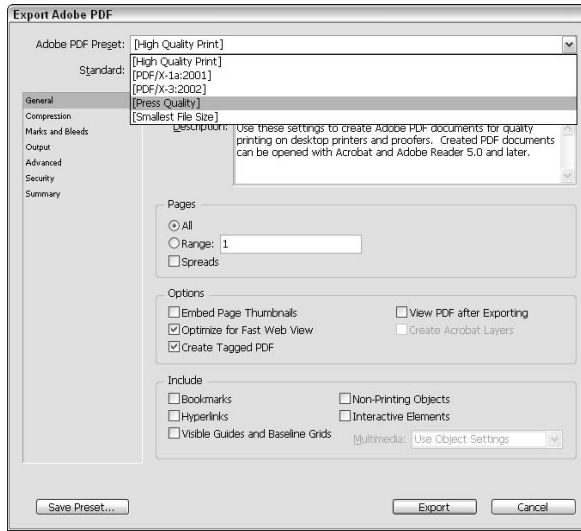 Export Adobe PDF
Adobe PDF Preset: [High Quality Print]
[High Quality Print]
Standard: [PDF/X-1a:2001]
[PDF/X-3:2002]
General [Press Quality]
Compression [Smallest File Size]
Marks and Bleeds
Output
Advanced
Security
Summary
Description: Use these settings to create Adobe PDF documents for quality
printing on desktop printers and proofers. Created PDF documents
can be opened with Acrobat and Adobe Reader 5.0 and later.
Pages
All
Range: 1
Spreads
Options
Embed Page Thumbnails View PDF after Exporting
Optimize for Fast Web View Create Acrobat Layers
Create Tagged PDF
Include
Bookmarks Non-Printing Objects
Hyperlinks Interactive Elements
Visible Guides and Baseline Grids Multimedia: Use Object Settings
Save Preset... Export Cancel